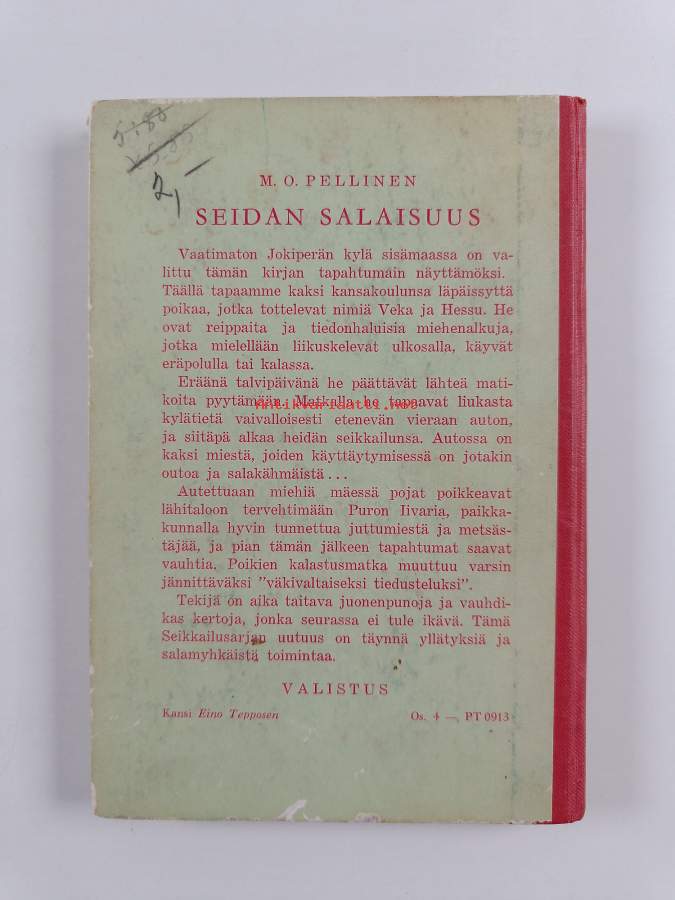 5:80
2,-
M. O. PELLINEN
SEIDAN SALAISUUS
Vaatimaton Jokiperän kylä sisämaassa on va-
littu tämän kirjan tapahtumain näyttämöksi.
Täällä tapaamme kaksi kansakoulunsa läpäissyttä
poikaa, jotka tottelevat nimiä Veka ja Hessu. He
ovat reippaita ja tiedonhaluisia miehenalkuja,
jotka mielellään liikuskelevat ulkosalla, käyvät
eräpolulla tai kalassa.
Eräänä talvipäivänä he päättävät lähteä mati-
koita pyytämään. Matkalla he tapaavat liukasta
Antikvariaatti.net
kylätietä vaivalloisesti etenevän vieraan auton,
ja siitäpä alkaa heidän seikkailunsa. Autossa on
kaksi miestä, joiden käyttäytymisessä on jotakin
outoa ja salakähmäistä...
Autettuaan miehiä mäessä pojat poikkeavat
lähitaloon tervehtimään Puron Iivaria, paikka-
kunnalla hyvin tunnettua juttumiestä ja metsäs-
täjää, ja pian tämän jälkeen tapahtumat saavat
vauhtia. Poikien kalastusmatka muuttuu varsin
jännittäväksi "väkivaltaiseksi tiedusteluksi".
Tekijä on aika taitava juonenpunoja ja vauhdi-
kas kertoja, jonka seurassa ei tule ikävä. Tämä
Seikkailusarjan uutuus on täynnä yllätyksiä ja
salamyhkäistä toimintaa.
VALISTUS
Kansi Eino Tepposen
Os. 4 — PT 0913